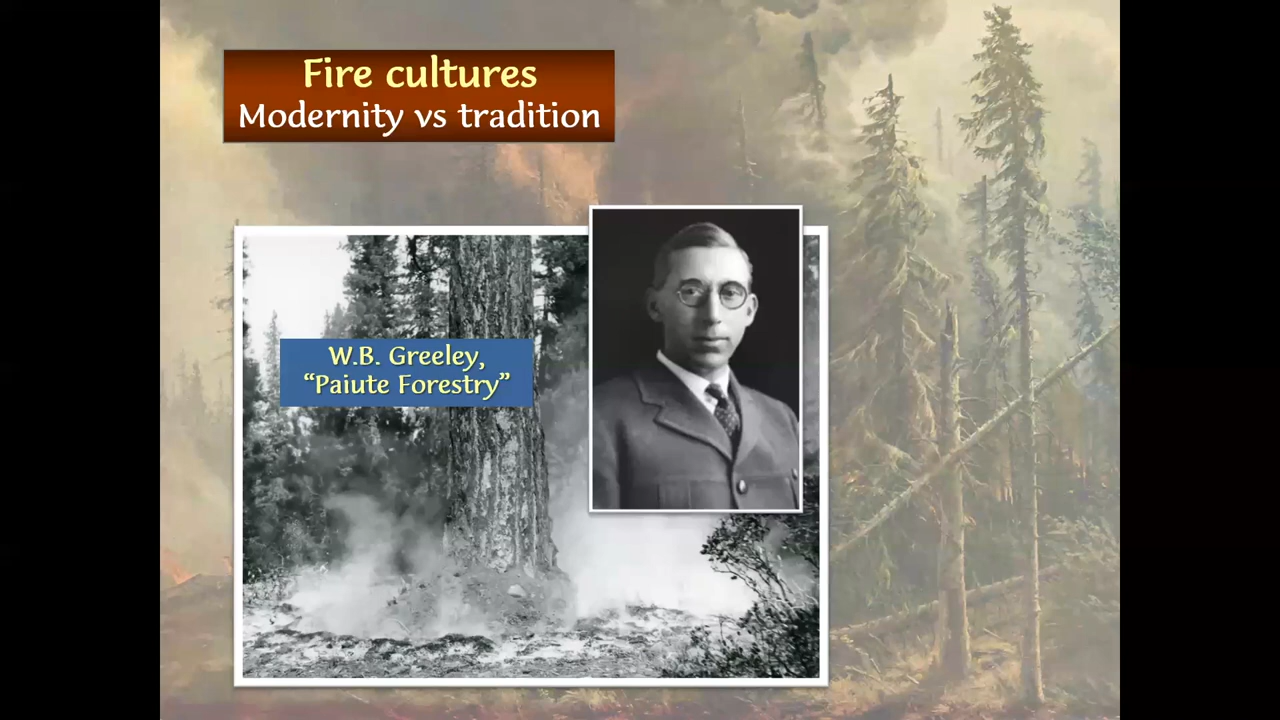 Fire cultures
Modernity vs tradition
W.B. Greeley,
“Paiute Forestry”